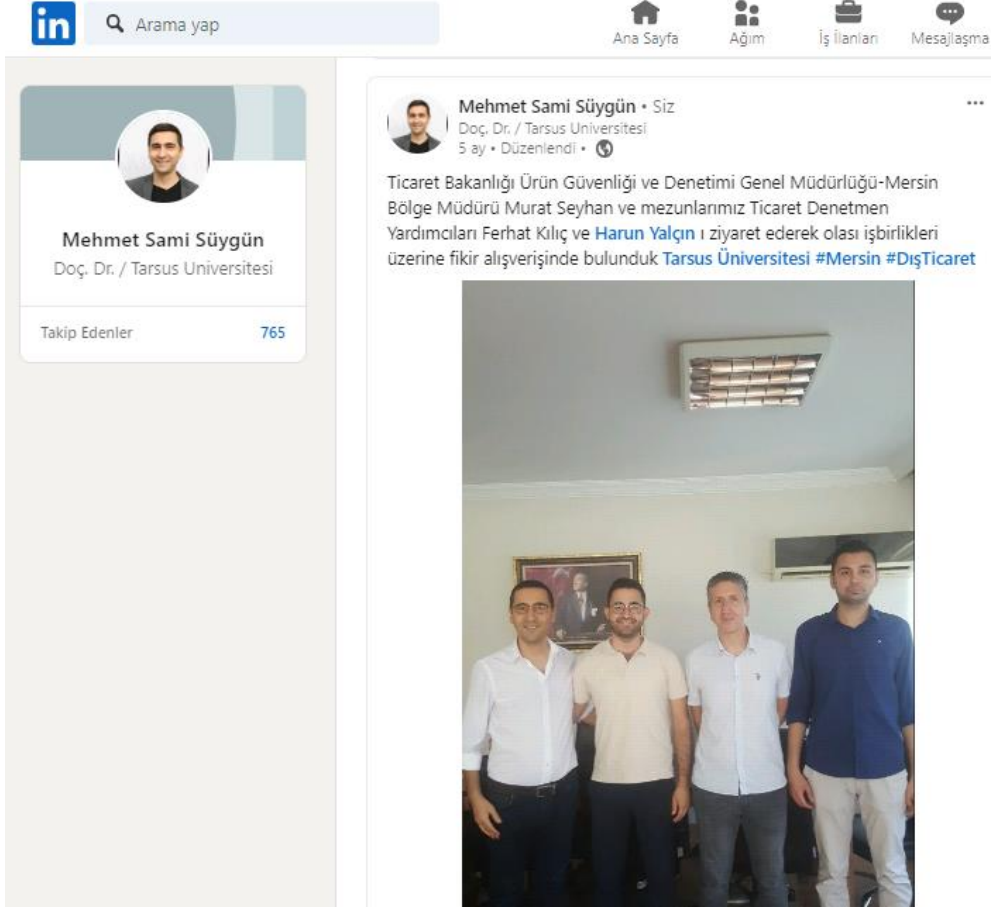 in
Arama yap
Ana Sayfa
Ağım
İş İlanları
Mesajlaşma
Mehmet Sami Süygün
Doç. Dr. / Tarsus Universitesi
Takip Edenler 765
Mehmet Sami Süygün • Siz
Doç. Dr. / Tarsus Universitesi
5 ay • Düzenlendi •
Ticaret Bakanlığı Ürün Güvenliği ve Denetimi Genel Müdürlüğü-Mersin
Bölge Müdürü Murat Seyhan ve mezunlarımız Ticaret Denetmen
Yardımcıları Ferhat Kılıç ve Harun Yalçın ı ziyaret ederek olası işbirlikleri
üzerine fikir alışverişinde bulunduk Tarsus Üniversitesi #Mersin #DışTicaret